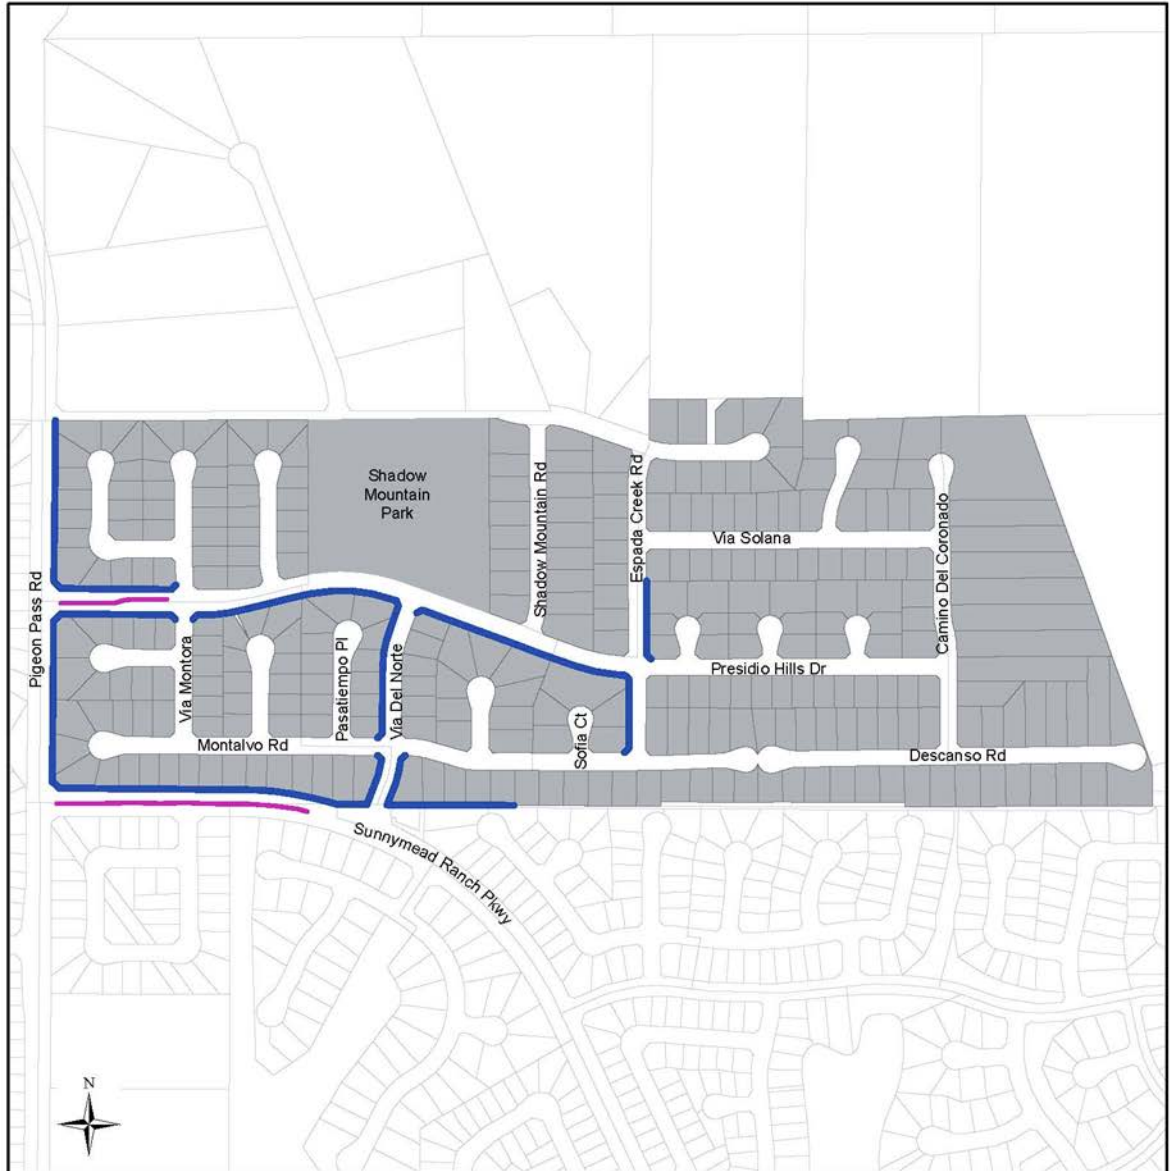 Shadow
Mountain
Park
Shadow Mountain Rd
Espada Creek Rd
Via Solana
Camino Del Coronado
Pigeon Pass Rd
Via Montora
Pasatiempo Pl
Via Del Norte
Presidio Hills Dr
Sofia Ct
Montalvo Rd
Descanso Rd
Sunnymead Ranch Pkwy
N